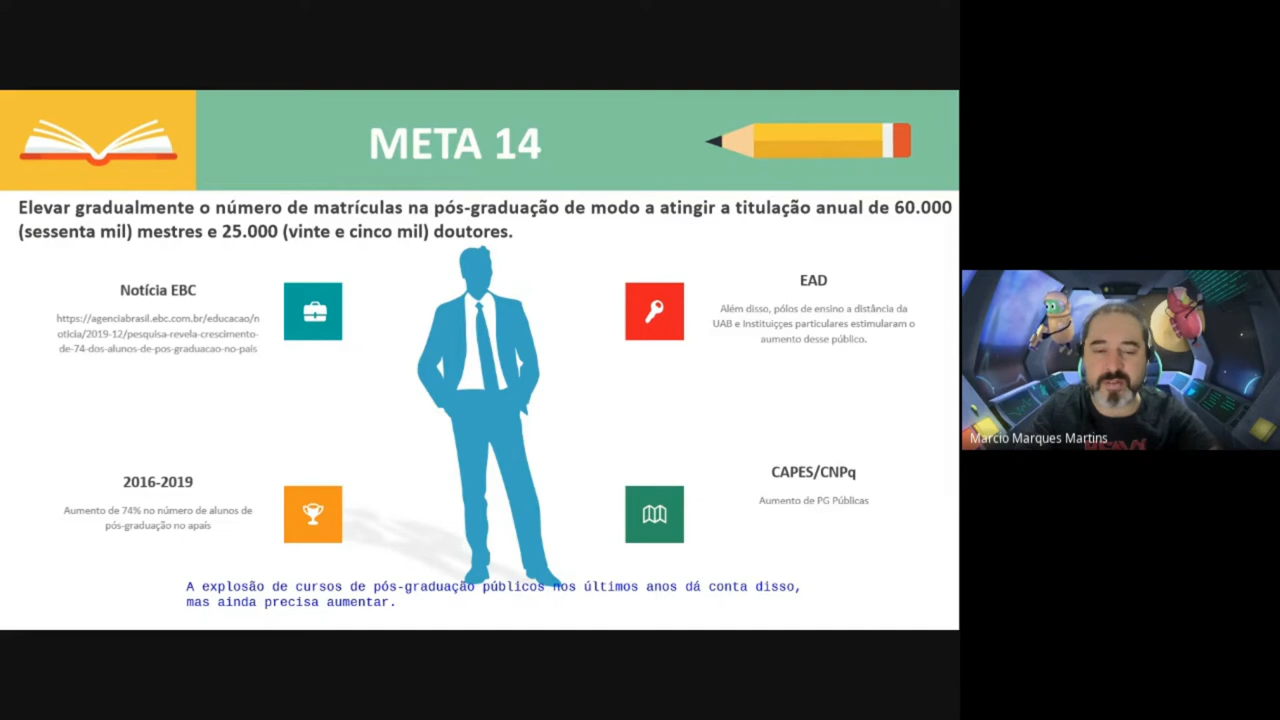 META 14
Elevar gradualmente o número de matrículas na pós-graduação de modo a atingir a titulação anual de 60.000
(sessenta mil) mestres e 25.000 (vinte e cinco mil) doutores.
Notícia EBC
https://agenciabrasil.ebc.com.br/educacao/n
oticia/2019-12/pesquisa-revela-crescimento-
de-74-dos-alunos-de-pos-graduacao-no-pais
EAD
Além disso, pólos de ensino a distância da
UAB e Instituiççes particulares estimularam o
aumento desse público.
2016-2019
Aumento de 74% no número de alunos de
pós-graduação no apaís
CAPES/CNPq
Aumento de PG Públicas
A explosão de cursos de pós-graduação públicos nos últimos anos dá conta disso,
mas ainda precisa aumentar.
Marcio Marques Martins